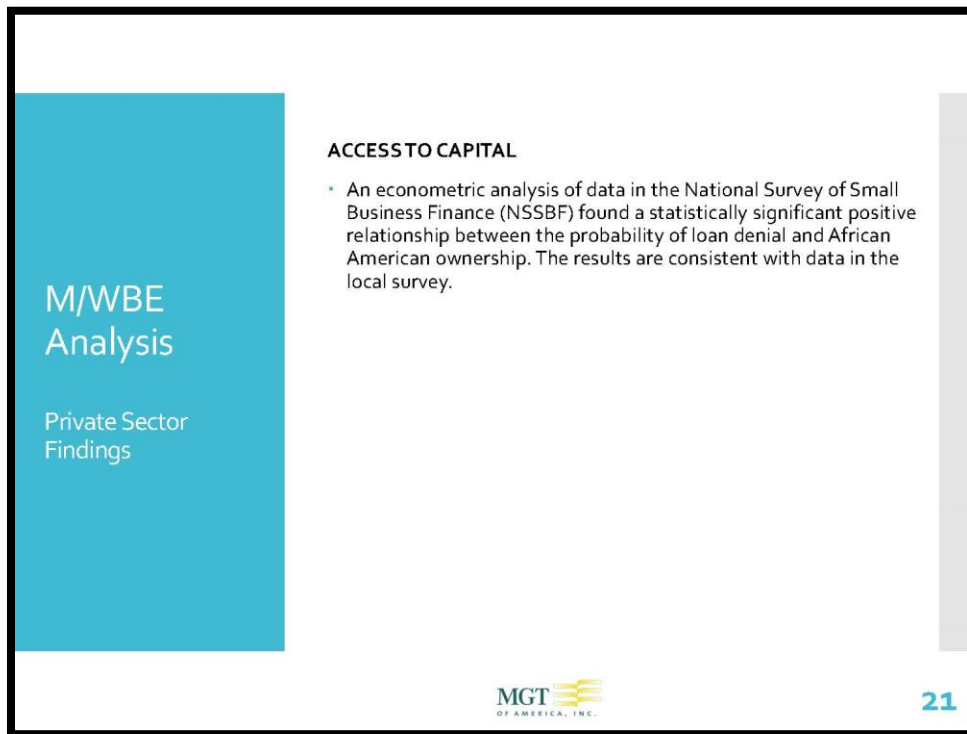 M/WBE
Analysis
Private Sector
Findings
ACCESS TO CAPITAL
• An econometric analysis of data in the National Survey of Small
Business Finance (NSSBF) found a statistically significant positive
relationship between the probability of loan denial and African
American ownership. The results are consistent with data in the
local survey.
MGT
OF AMERICA, INC.
21